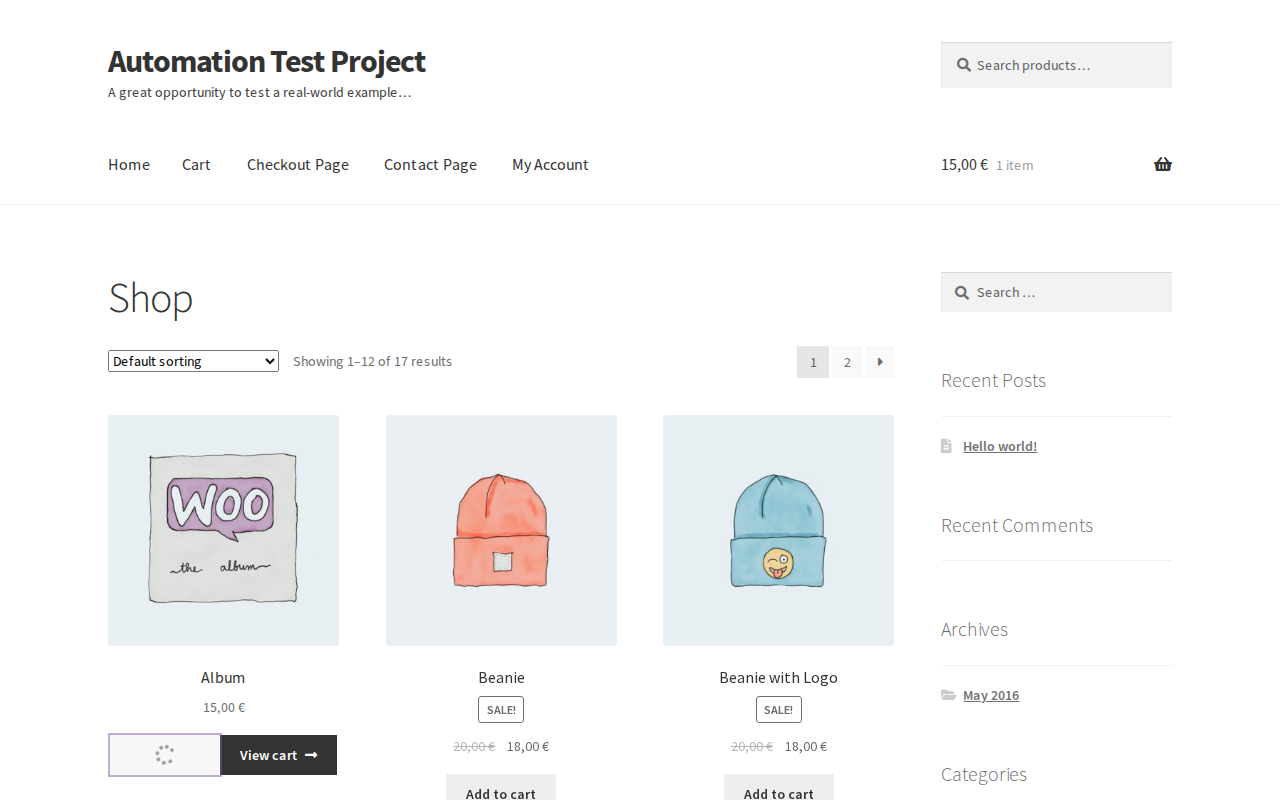 Automation Test Project
A great opportunity to test a real-world example…
Search products…
Home Cart Checkout Page Contact Page My Account
15,00 € 1 item
Shop
Default sorting Showing 1–12 of 17 results
1 2
WOO
the album
Album
15,00 €
View cart
Beanie
SALE!
20,00 € 18,00 €
Add to cart
Beanie with Logo
SALE!
20,00 € 18,00 €
Add to cart
Search …
Recent Posts
Hello world!
Recent Comments
Archives
May 2016
Categories